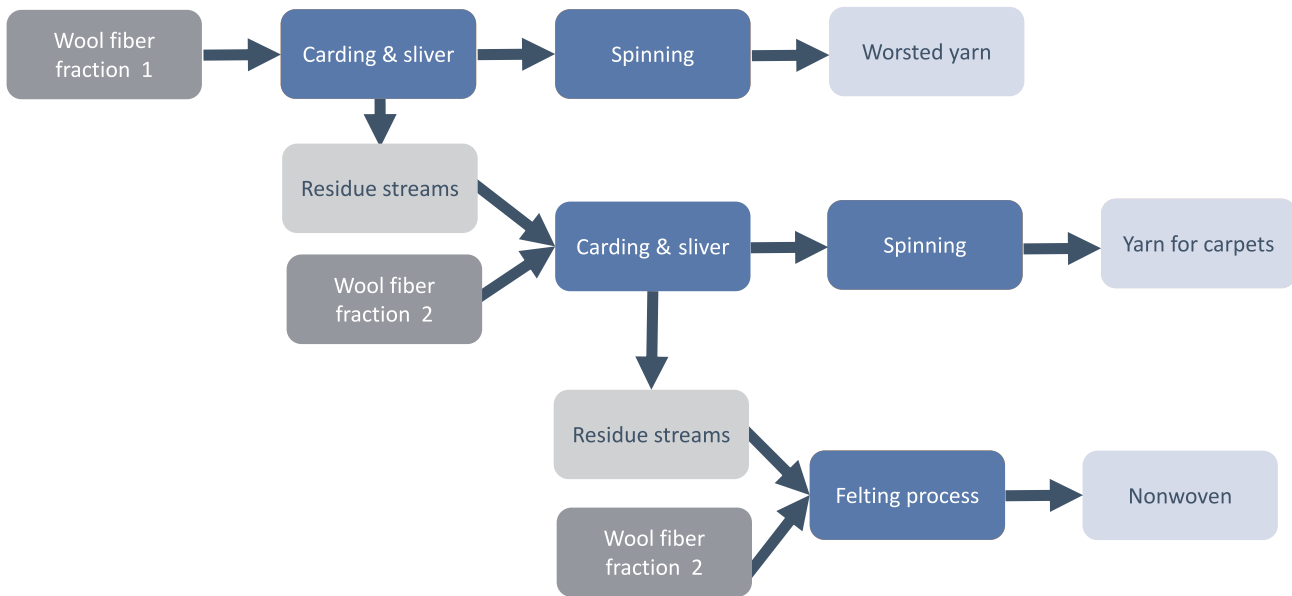 Wool fiber
fraction  1
Carding & sliver
Spinning
Worsted yarn
Residue streams
Wool fiber
fraction  2
Carding & sliver
Spinning
Yarn for carpets
Residue streams
Wool fiber
fraction  2
Felting process
Nonwoven